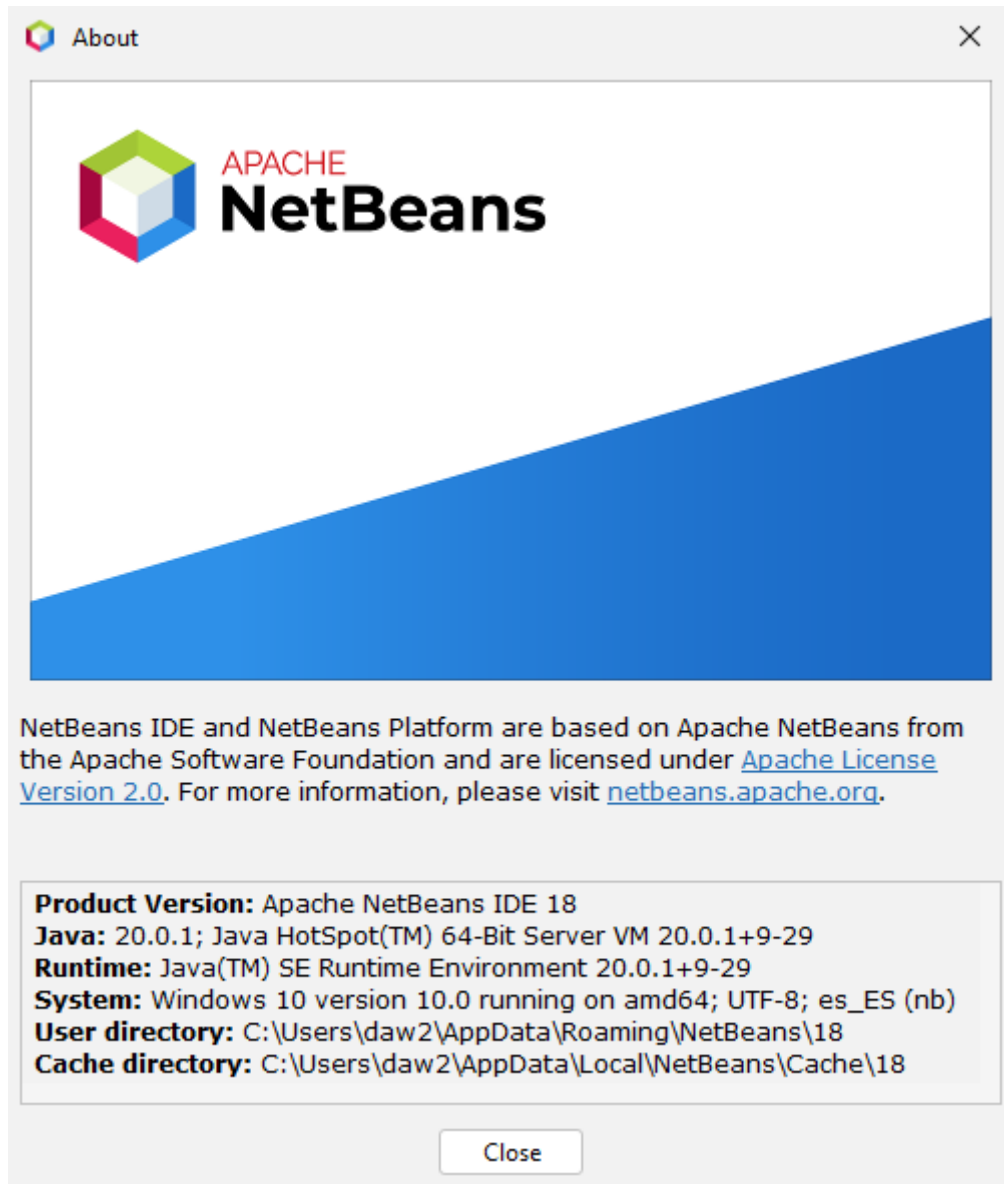 About
APACHE
NetBeans
NetBeans IDE and NetBeans Platform are based on Apache NetBeans from
the Apache Software Foundation and are licensed under Apache License
Version 2.0. For more information, please visit netbeans.apache.org.
Product Version: Apache NetBeans IDE 18
Java: 20.0.1; Java HotSpot(TM) 64-Bit Server VM 20.0.1+9-29
Runtime: Java(TM) SE Runtime Environment 20.0.1+9-29
System: Windows 10 version 10.0 running on amd64; UTF-8; es_ES (nb)
User directory: C:\Users\daw2\AppData\Roaming\NetBeans\18
Cache directory: C:\Users\daw2\AppData\Local\NetBeans\Cache\18
Close